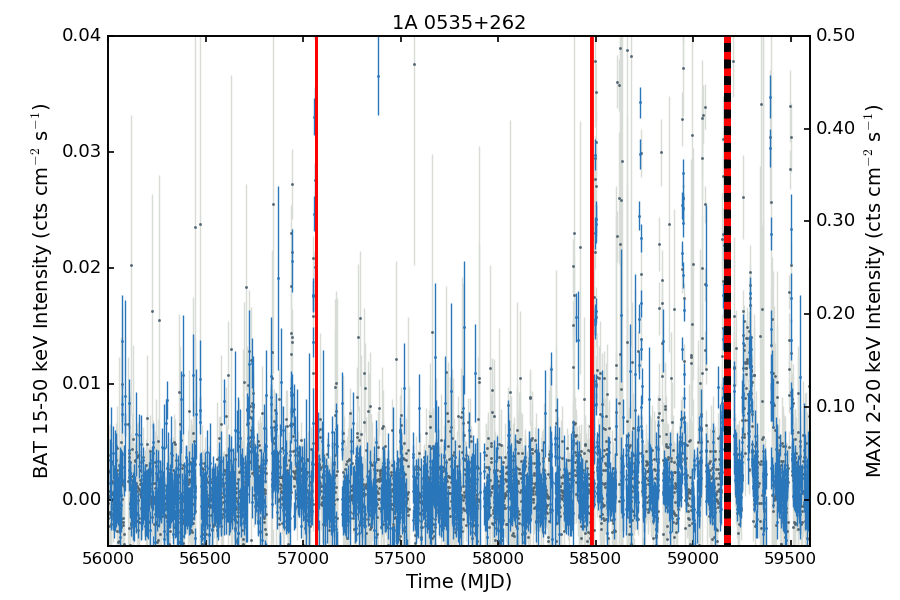 1A 0535+262
0.04
0.03
0.02
0.01
0.00
BAT 15-50 keV Intensity (cts cm⁻² s⁻¹)
0.50
0.40
0.30
0.20
0.10
0.00
MAXI 2-20 keV Intensity (cts cm⁻² s⁻¹)
56000 56500 57000 57500 58000 58500 59000 59500
Time (MJD)